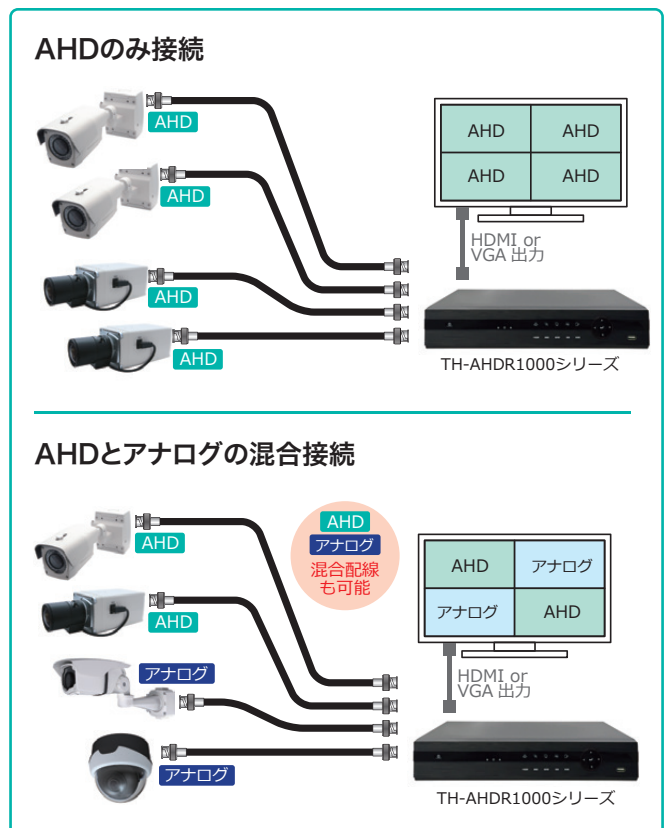 AHDのみ接続
AHD
AHD
AHD
AHD
AHD
AHD
AHD
AHD
HDMI or
VGA 出力
TH-AHDR1000シリーズ
AHDとアナログの混合接続
AHD
AHD
アナログ
アナログ
AHD
アナログ
混合配線
も可能
AHD
アナログ
アナログ
AHD
HDMI or
VGA 出力
TH-AHDR1000シリーズ